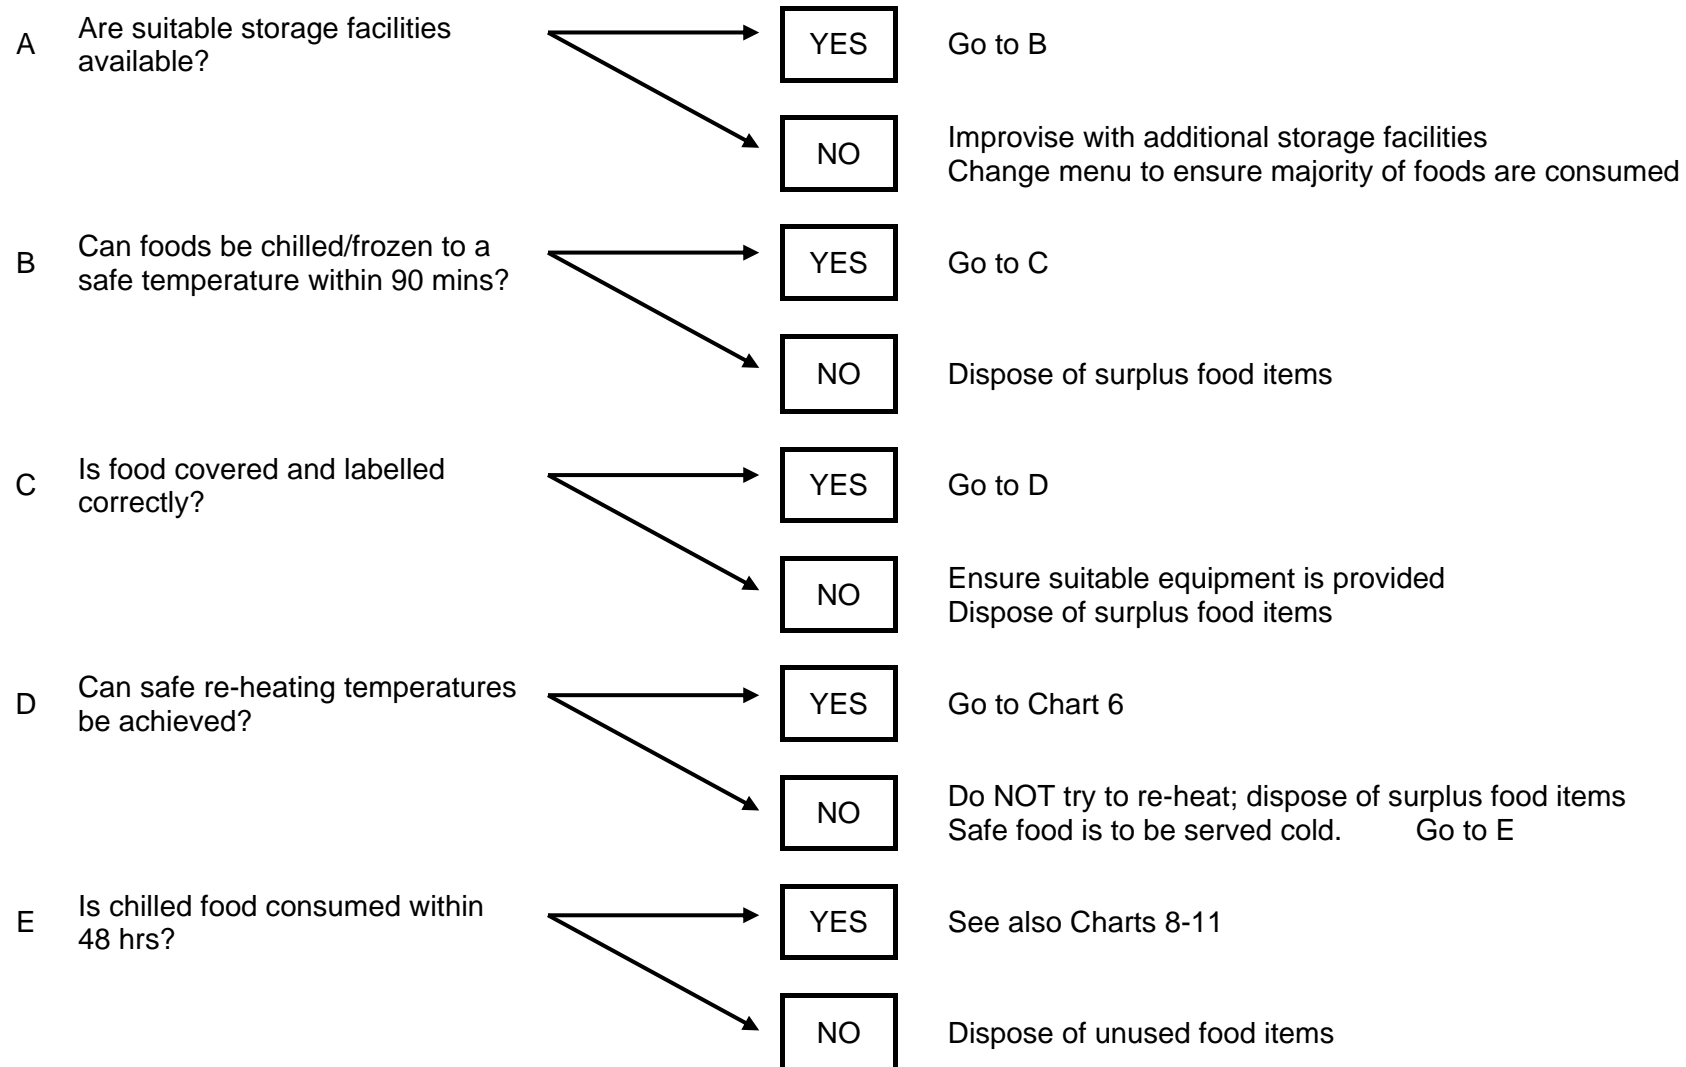 A
Are suitable storage facilities
available?
YES
Go to B
NO
Improvise with additional storage facilities
Change menu to ensure majority of foods are consumed
B
Can foods be chilled/frozen to a
safe temperature within 90 mins?
YES
Go to C
NO
Dispose of surplus food items
C
Is food covered and labelled
correctly?
YES
Go to D
NO
Ensure suitable equipment is provided
Dispose of surplus food items
D
Can safe re-heating temperatures
be achieved?
YES
Go to Chart 6
NO
Do NOT try to re-heat; dispose of surplus food items
Safe food is to be served cold. Go to E
E
Is chilled food consumed within
48 hrs?
YES
See also Charts 8-11
NO
Dispose of unused food items